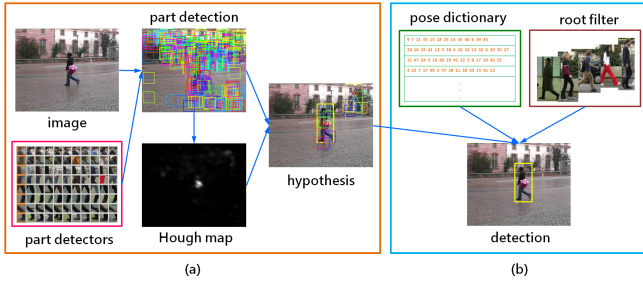 part detection
pose dictionary
root filter
image
hypothesis
part detectors
Hough map
detection
(a)
(b)